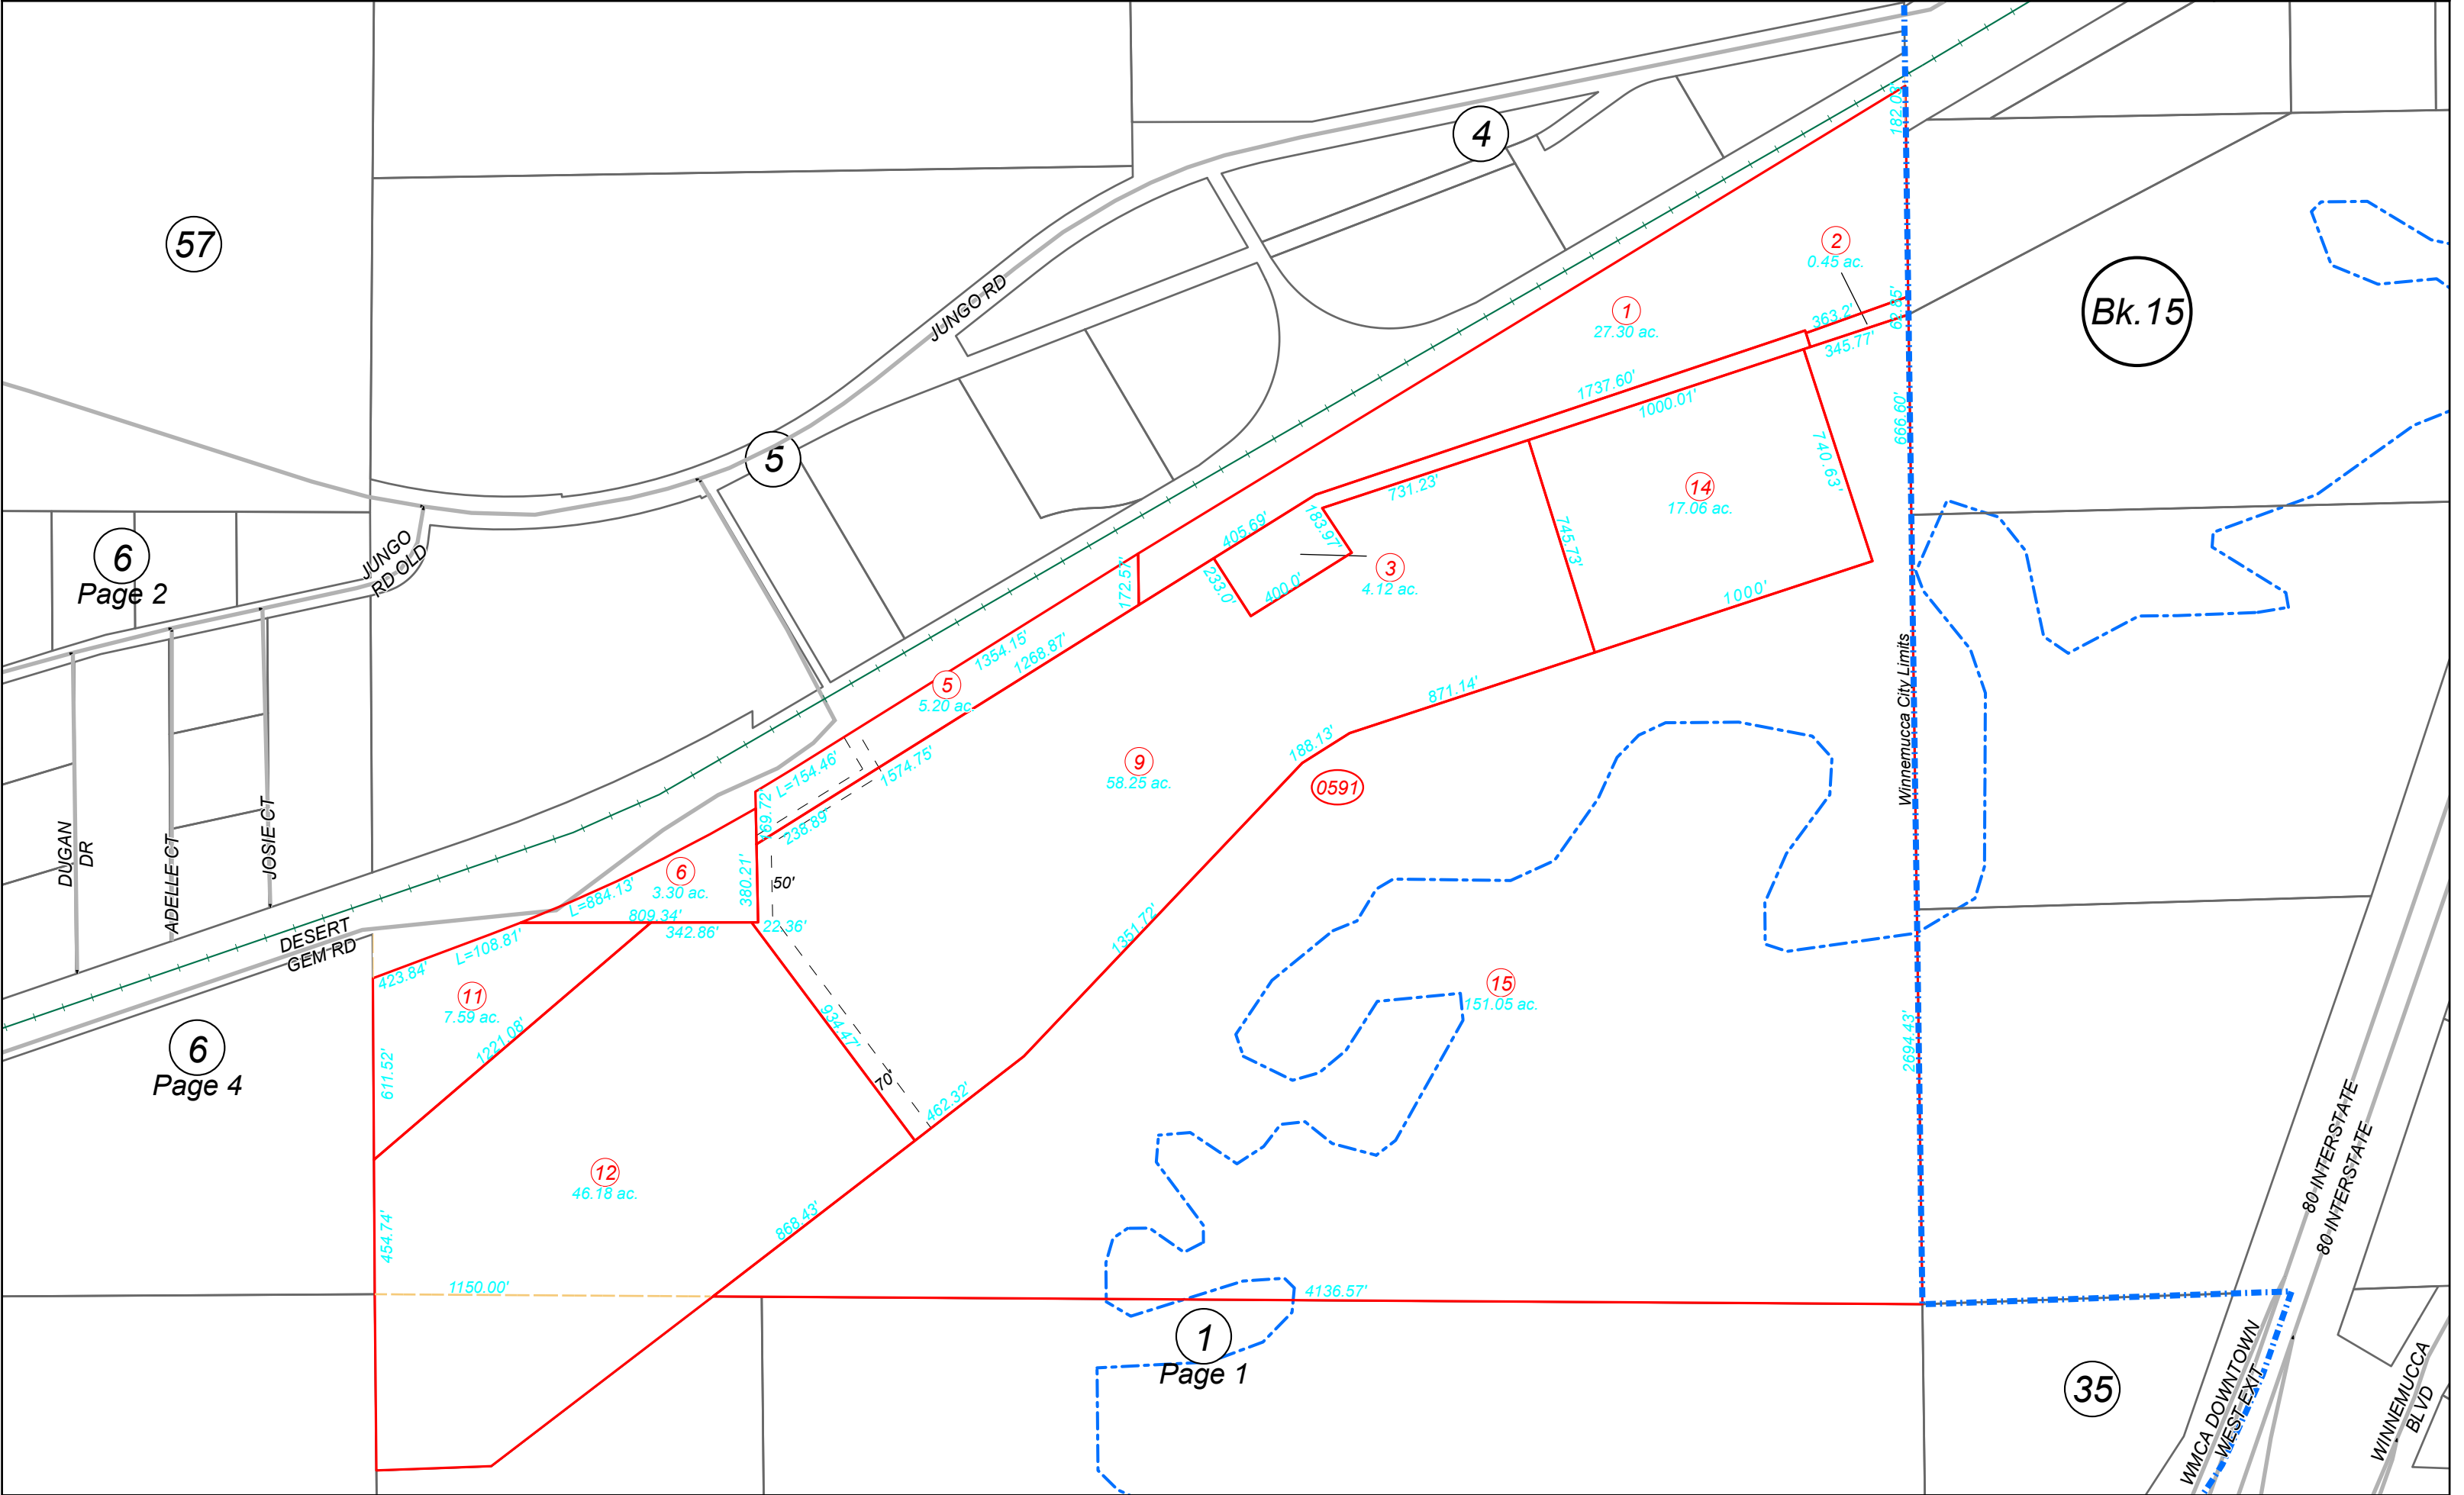 182.03'
4
57
2
0.45 ac.
JUNGO RD
62.85'
Bk.15
1
27.30 ac.
363.2'
345.77'
1737.60'
1000.01'
666.60'
5
740.63'
731.23'
14
17.06 ac.
183.97'
405.69'
745.73'
6
Page 2
JUNGO
RD OLD
172.57'
233.0'
400.0'
3
4.12 ac.
1000'
1354.15'
1268.87'
5
5.20 ac.
871.14'
Winnemucca City Limits
188.13'
L=154.46'
1574.75'
9
58.25 ac.
0591
169.72'
238.89'
DUGAN
DR
ADELLE CT
JOSIE CT
6
3.30 ac.
380.21'
50'
L=884.13'
809.34'
342.86'
22.36'
DESERT
GEM RD
L=108.81'
423.84'
11
7.59 ac.
15
151.05 ac.
1351.72'
934.47'
1221.08'
6
Page 4
611.52'
70'
462.32'
2694.43'
12
46.18 ac.
454.74'
868.43'
80 INTERSTATE
80 INTERSTATE
1150.00'
4136.57'
1
Page 1
35
WMCA DOWNTOWN
WEST EXIT
WINNEMUCCA
BLVD